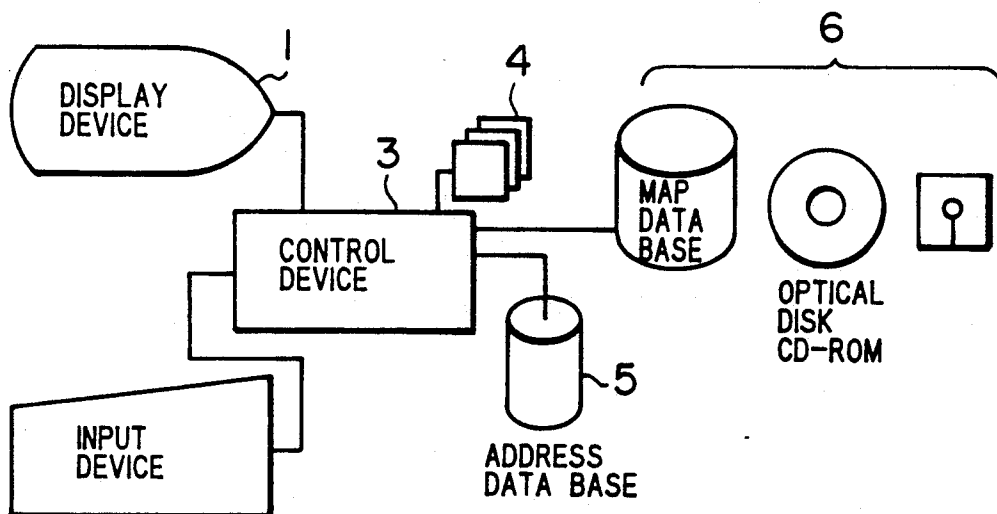 6
1
4
DISPLAY
DEVICE
3
MAP
DATA
BASE
CONTROL
DEVICE
OPTICAL
DISK
CD-ROM
5
INPUT
DEVICE
ADDRESS
DATA BASE